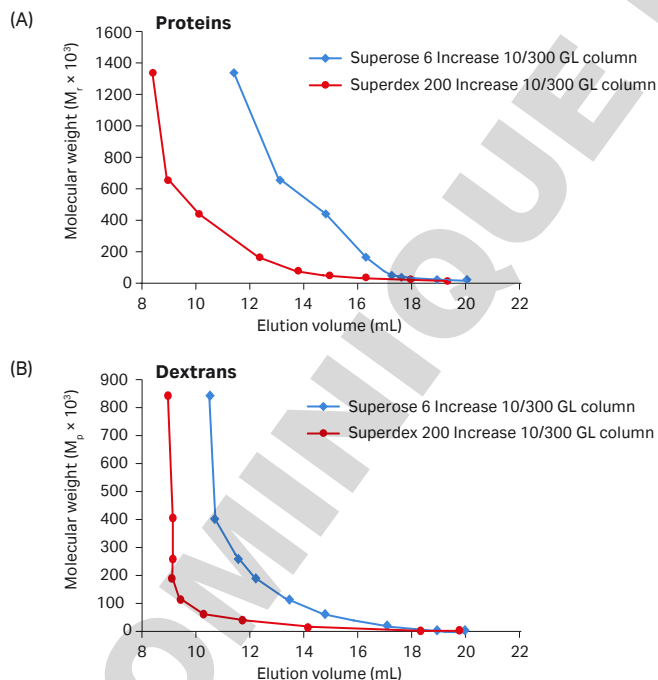 (A)
Proteins
1600
1400
1200
1000
800
600
400
200
0
Molecular weight (Mᵣ × 10³)
Superose 6 Increase 10/300 GL column
Superdex 200 Increase 10/300 GL column
8 10 12 14 16 18 20 22
Elution volume (mL)
(B)
Dextrans
900
800
700
600
500
400
300
200
100
0
Molecular weight (Mₚ × 10³)
Superose 6 Increase 10/300 GL column
Superdex 200 Increase 10/300 GL column
8 10 12 14 16 18 20 22
Elution volume (mL)
OMINIQUE